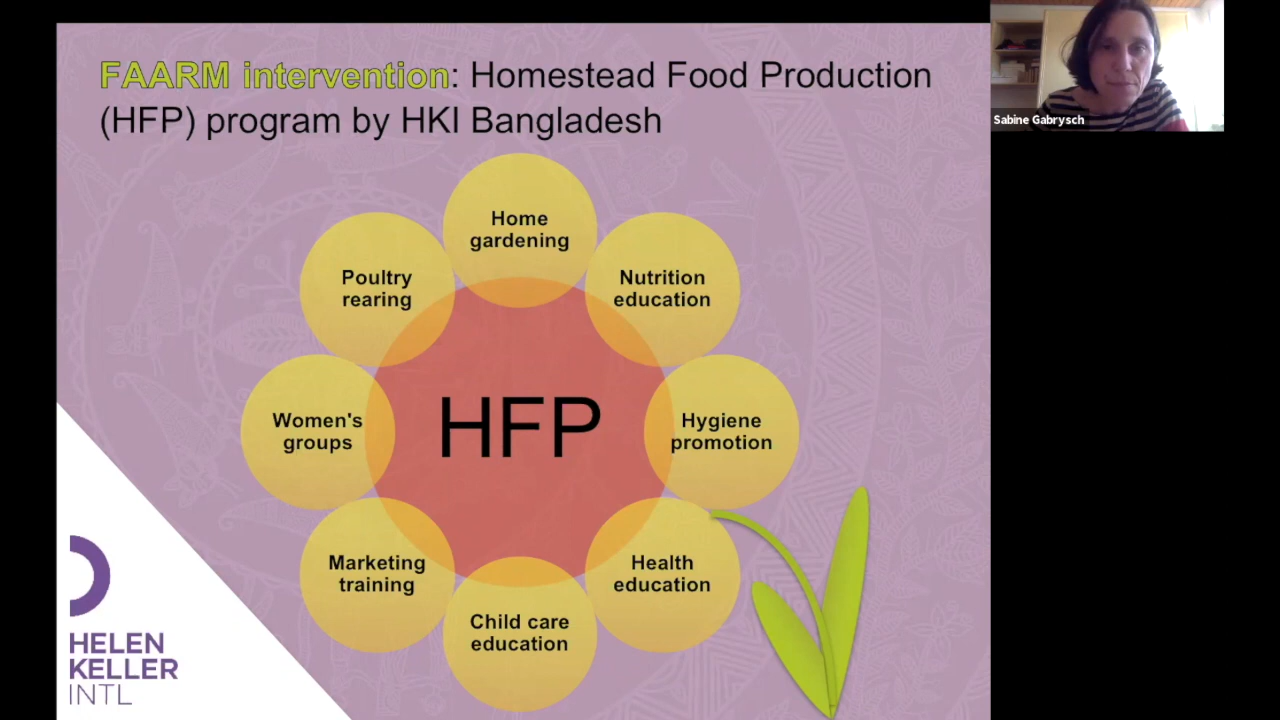 FAARM intervention: Homestead Food Production
(HFP) program by HKI Bangladesh
Sabine Gabrysch
Home
gardening
Nutrition
education
Hygiene
promotion
Health
education
Child care
education
Marketing
training
Women's
groups
Poultry
rearing
HFP
HELEN
KELLER
INTL